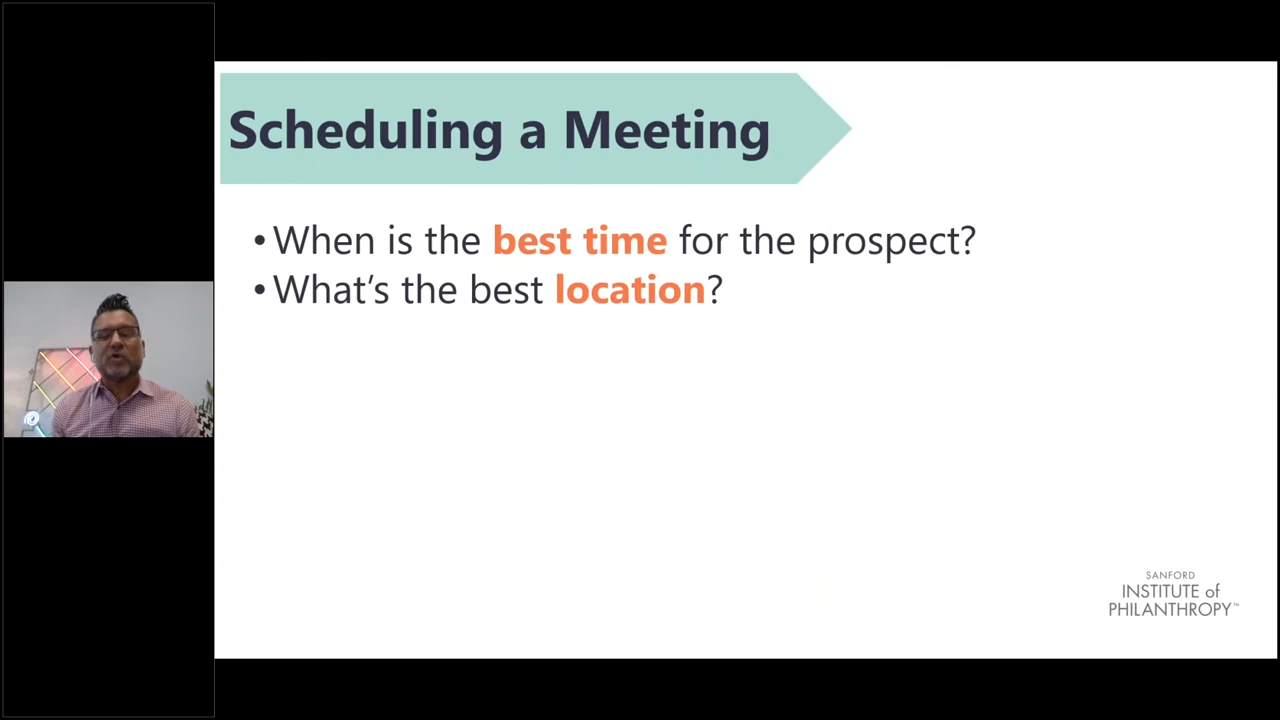 Scheduling a Meeting
• When is the best time for the prospect?
• What’s the best location?
SANFORD
INSTITUTE of
PHILANTHROPY™